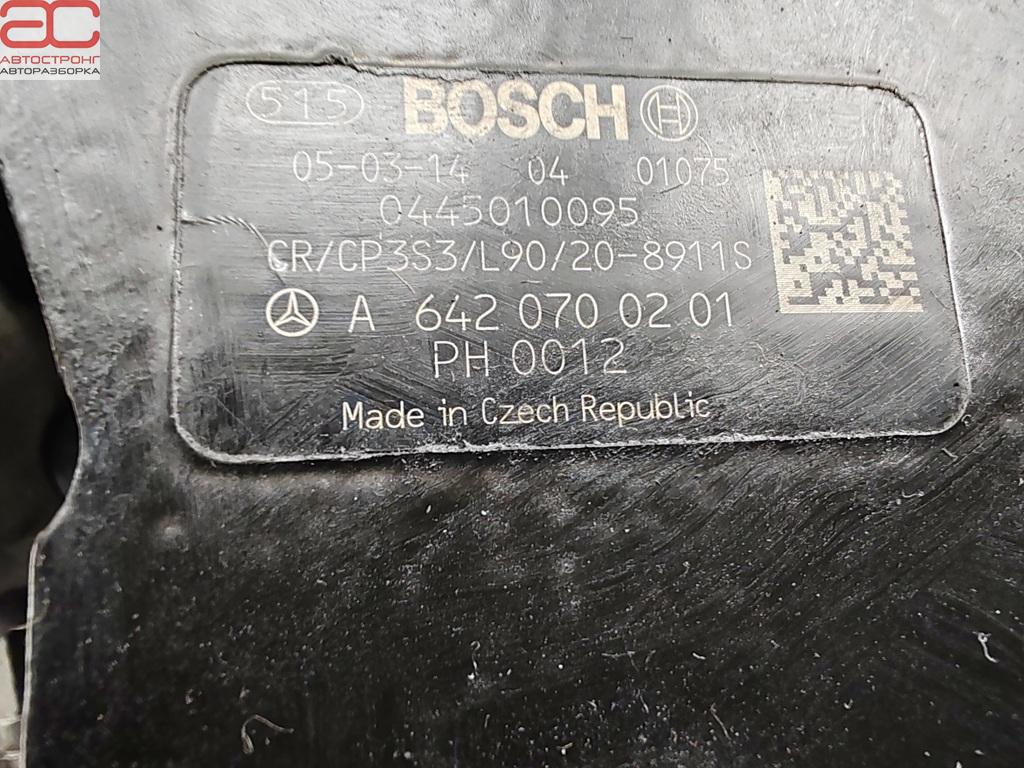 AC
АВТОСТРОНГ
АВТОРАЗБОРКА
515 BOSCH
05-03-14 04 01075
0445010095
CR/CP3S3/L90/20-8911S
A 642 070 02 01
PH 0012
Made in Czech Republic